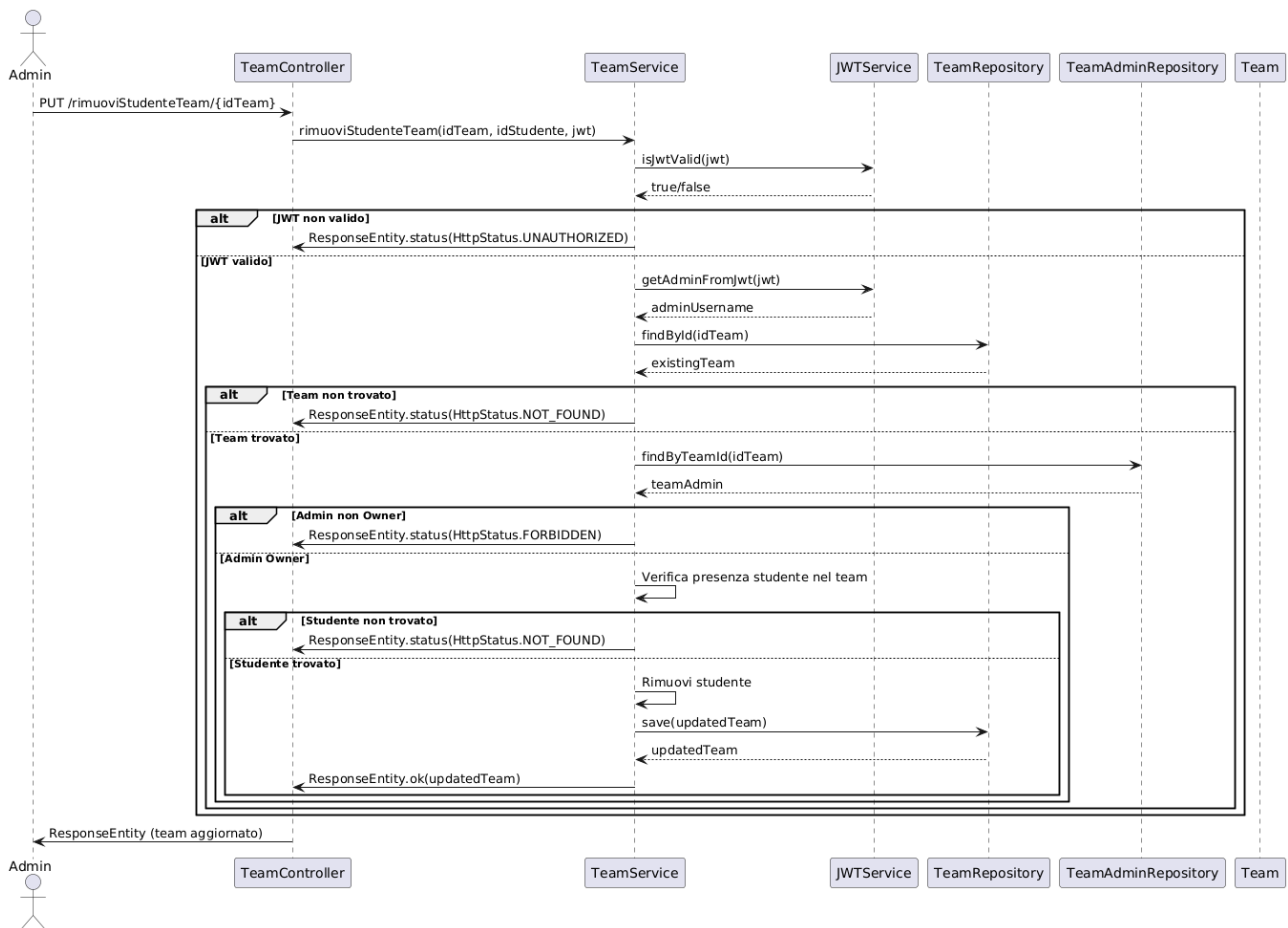 Admin
TeamController
TeamService
JWTService
TeamRepository
TeamAdminRepository
Team
PUT /rimuoviStudenteTeam/{idTeam}
rimuoviStudenteTeam(idTeam, idStudente, jwt)
isJwtValid(jwt)
true/false
alt
[JWT non valido]
ResponseEntity.status(HttpStatus.UNAUTHORIZED)
[JWT valido]
getAdminFromJwt(jwt)
adminUsername
findById(idTeam)
existingTeam
alt
[Team non trovato]
ResponseEntity.status(HttpStatus.NOT_FOUND)
[Team trovato]
findByTeamId(idTeam)
teamAdmin
alt
[Admin non Owner]
ResponseEntity.status(HttpStatus.FORBIDDEN)
[Admin Owner]
Verifica presenza studente nel team
alt
[Studente non trovato]
ResponseEntity.status(HttpStatus.NOT_FOUND)
[Studente trovato]
Rimuovi studente
save(updatedTeam)
updatedTeam
ResponseEntity.ok(updatedTeam)
ResponseEntity (team aggiornato)
Admin
TeamController
TeamService
JWTService
TeamRepository
TeamAdminRepository
Team